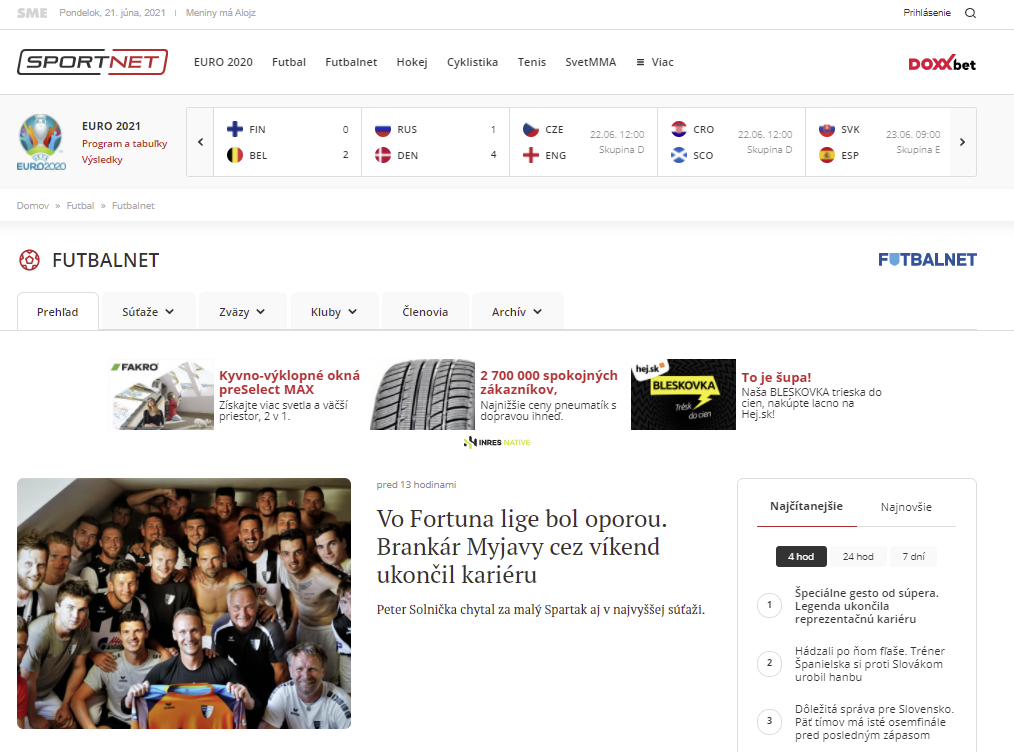 SME Pondelok, 21. júna, 2021 | Meniny má Alojz Prihlásenie
SPORTNET EURO 2020 Futbal Futbalnet Hokej Cyklistika Tenis SvetMMA Viac DOXXbet
EURO 2021
Program a tabuľky
Výsledky
EURO2020
FIN 0
BEL 2
RUS 1
DEN 4
CZE 22.06. 12:00
ENG Skupina D
CRO 22.06. 12:00
SCO Skupina D
SVK 23.06. 09:00
ESP Skupina E
Domov » Futbal » Futbalnet
FUTBALNET FUTBALNET
Prehľad Súťaže Zväzy Kluby Členovia Archív
FAKRO
Kyvno-výklopné okná
preSelect MAX
Získajte viac svetla a väčší
priestor, 2 v 1.
2 700 000 spokojných
zákazníkov,
Najnižšie ceny pneumatík s
dopravou ihneď.
hej.sk
BLESKOVKA
Trësk
do cien
To je šupa!
Naša BLESKOVKA trieska do
cien, nakúpte lacno na
Hej.sk!
INRES NATIVE
pred 13 hodinami
Vo Fortuna lige bol oporou.
Brankár Myjavy cez víkend
ukončil kariéru
Peter Solnička chytal za malý Spartak aj v najvyššej súťaži.
Najčítanejšie Najnovšie
4 hod 24 hod 7 dní
1 Špeciálne gesto od súpera.
Legenda ukončila
reprezentačnú kariéru
2 Hádzali po ňom fľaše. Tréner
Španielska si proti Slovákom
urobil hanbu
3 Dôležitá správa pre Slovensko.
Päť tímov má isté osemfinále
pred posledným zápasom